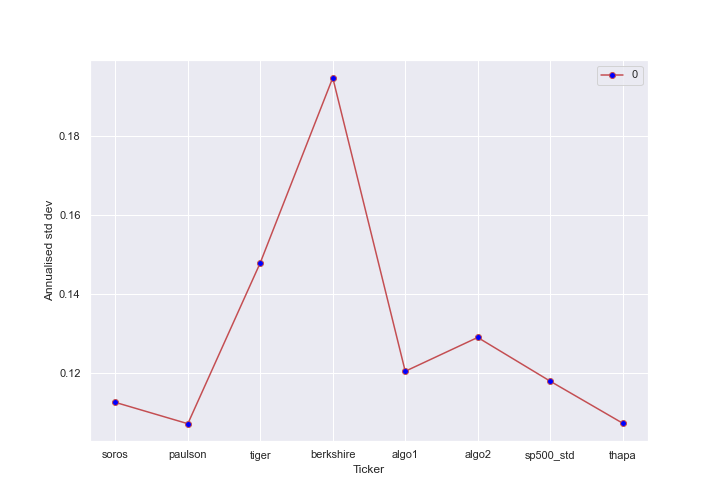 0
0.18
0.16
0.14
0.12
Annualised std dev
soros paulson tiger berkshire algo1 algo2 sp500_std thapa
Ticker